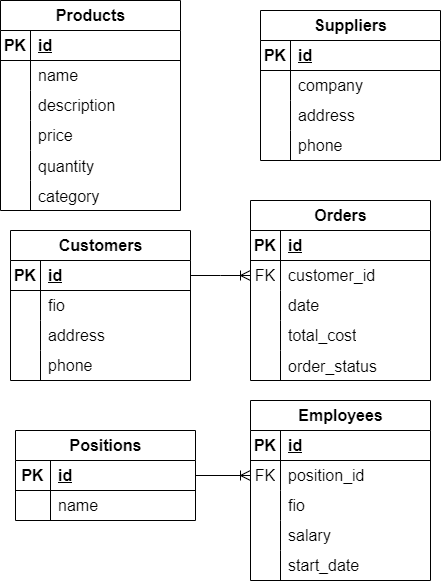 Products
PK id
name
description
price
quantity
category
Suppliers
PK id
company
address
phone
Customers
PK id
fio
address
phone
Orders
PK id
FK customer_id
date
total_cost
order_status
Positions
PK id
name
Employees
PK id
FK position_id
fio
salary
start_date